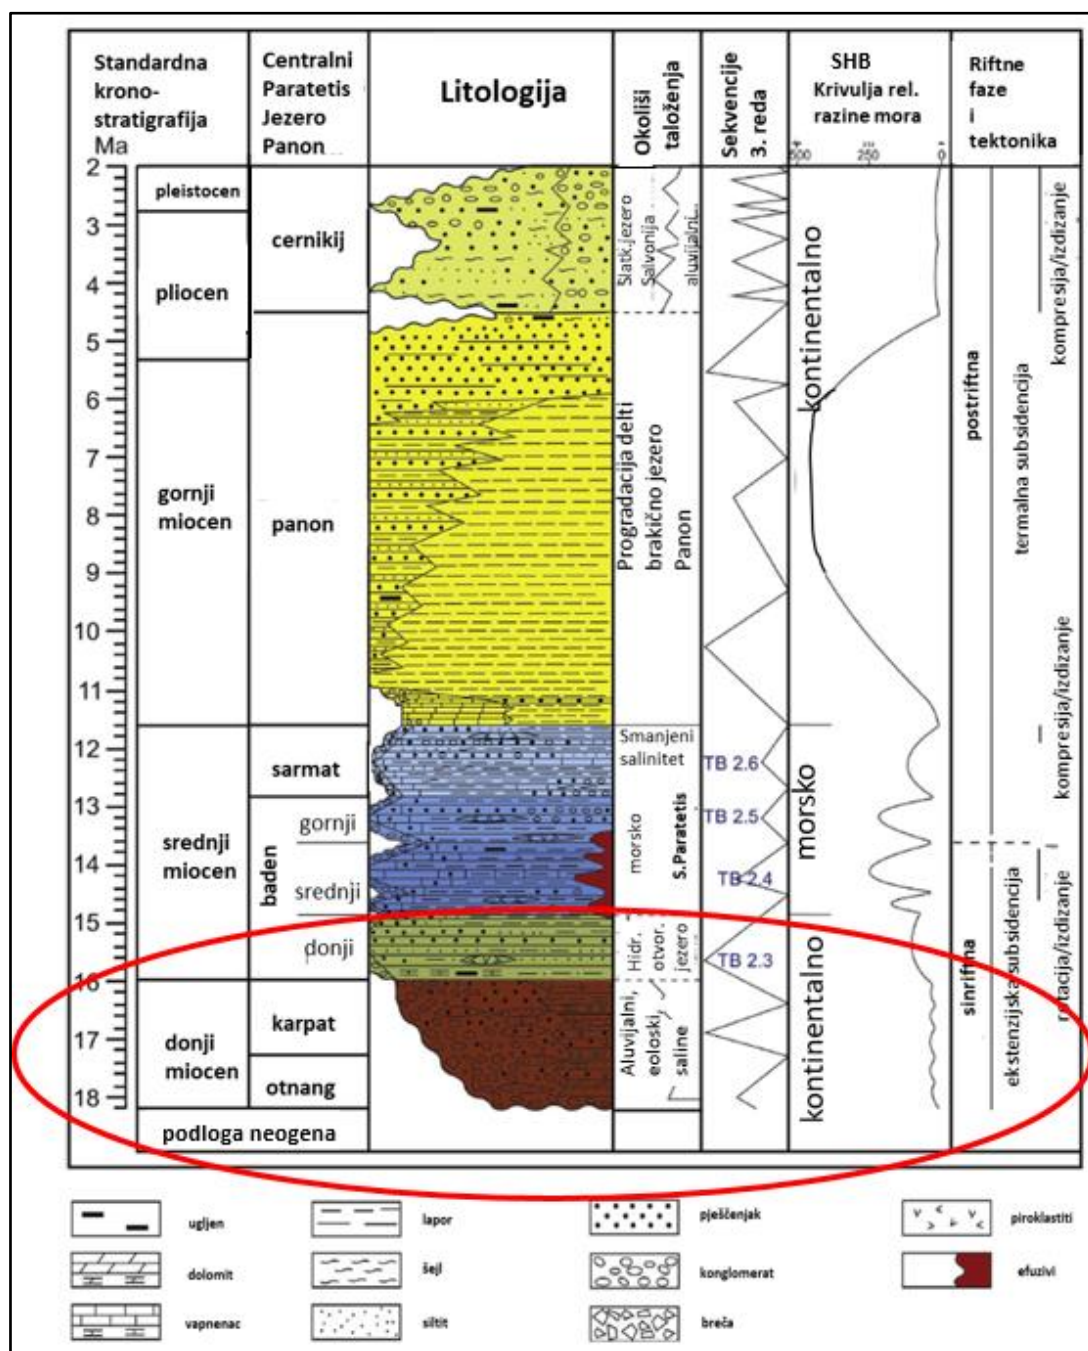 Standardna
krono-
stratigrafija
Ma
Centralni
Paratetis
Jezero
Panon
Litologija
Okoliši
taloženja
Sekvencije
3. reda
SHB
Krivulja rel.
razine mora
500
250
0
Riftne
faze
i
tektonika
2
3
4
5
6
7
8
9
10
11
12
13
14
15
16
17
18
pleistocen
pliocen
gornji
miocen
srednji
miocen
donji
miocen
podloga neogena
cernikij
panon
sarmat
baden
gornji
srednji
donji
karpat
otnang
Slatk.jezero
Salvonija
aluvijalni
Progradacija delti
brakično jezero
Panon
Smanjeni
salinitet
morsko
S.Paratetis
Hidr.
otvor.
jezero
Aluvijalni,
eoloski,
saline
TB 2.6
TB 2.5
TB 2.4
TB 2.3
kontinentalno
morsko
kontinentalno
postriftna
sinriftna
termalna subsidencija
ekstenzijska subsidencija
kompresija/izdizanje
kompresija/izdizanje
rotacija/izdizanje
ugljen
lapor
pješčenjak
piroklastiti
dolomit
šejl
konglomerat
efuzivi
vapnenac
siltit
breča